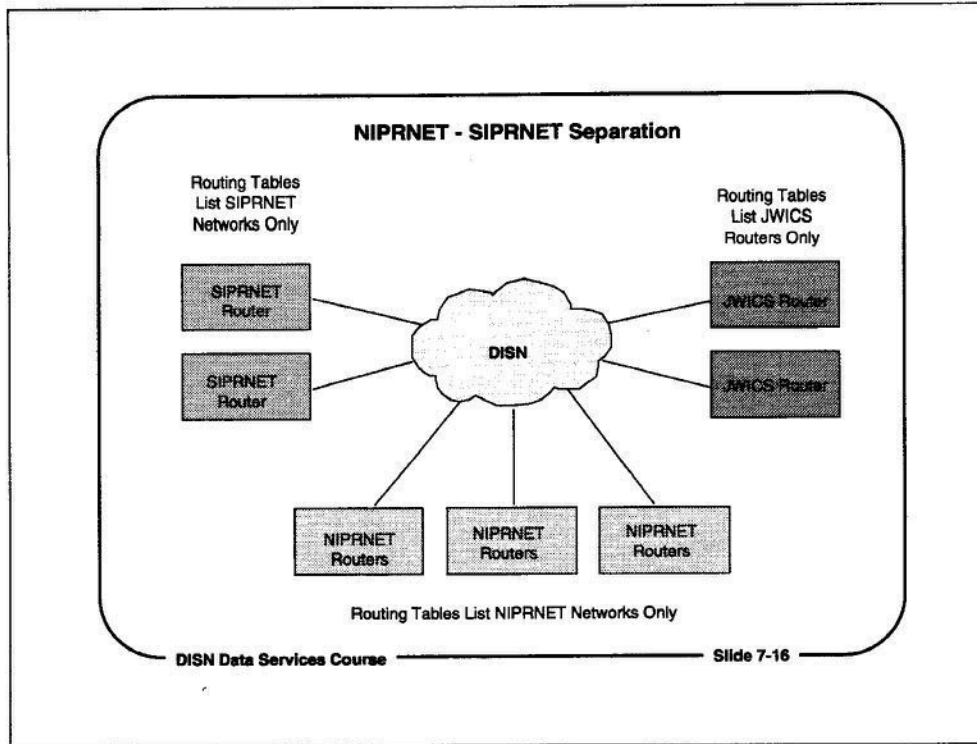 NIPRNET - SIPRNET Separation
Routing Tables
List SIPRNET
Networks Only
Routing Tables
List JWICS
Routers Only
SIPRNET
Router
JWICS Router
DISN
SIPRNET
Router
JWICS Router
NIPRNET
Routers
NIPRNET
Routers
NIPRNET
Routers
Routing Tables List NIPRNET Networks Only
DISN Data Services Course
Slide 7-16